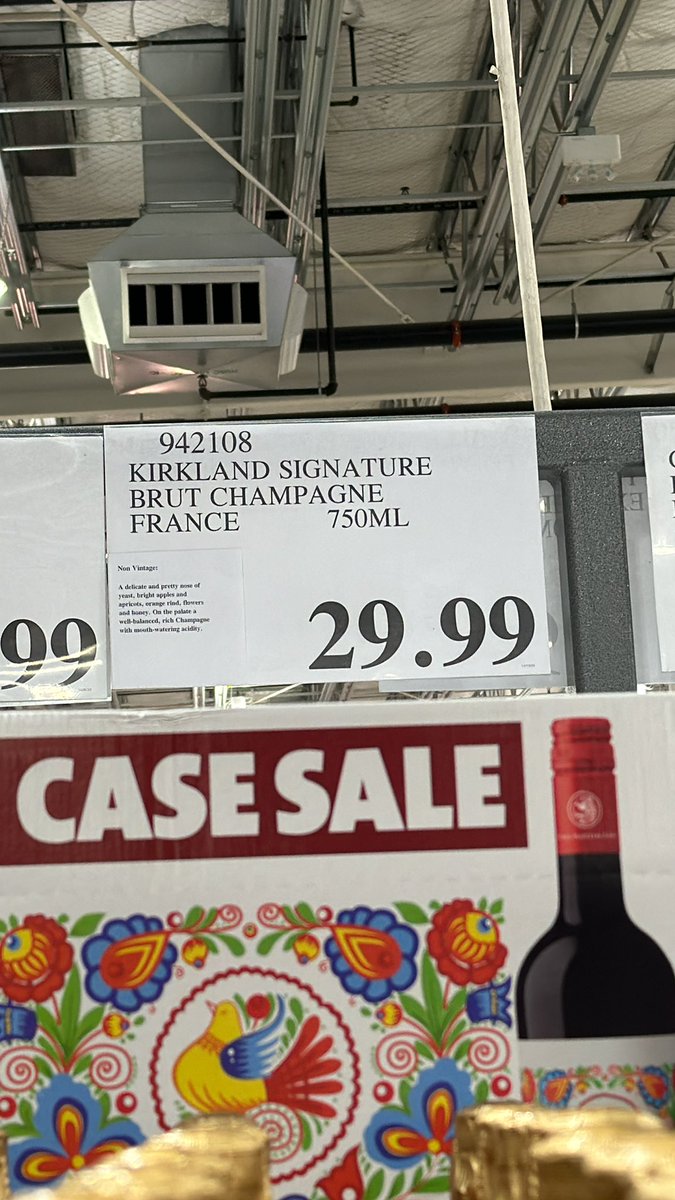 942108
KIRKLAND SIGNATURE
BRUT CHAMPAGNE
FRANCE 750ML
Non Vintage:
A delicate and pretty nose of
yeast, bright apples and
apricots, orange rind, flowers
and honey. On the palate a
well-balanced, rich Champagne
with mouth-watering acidity.
29.99
99
CASE SALE